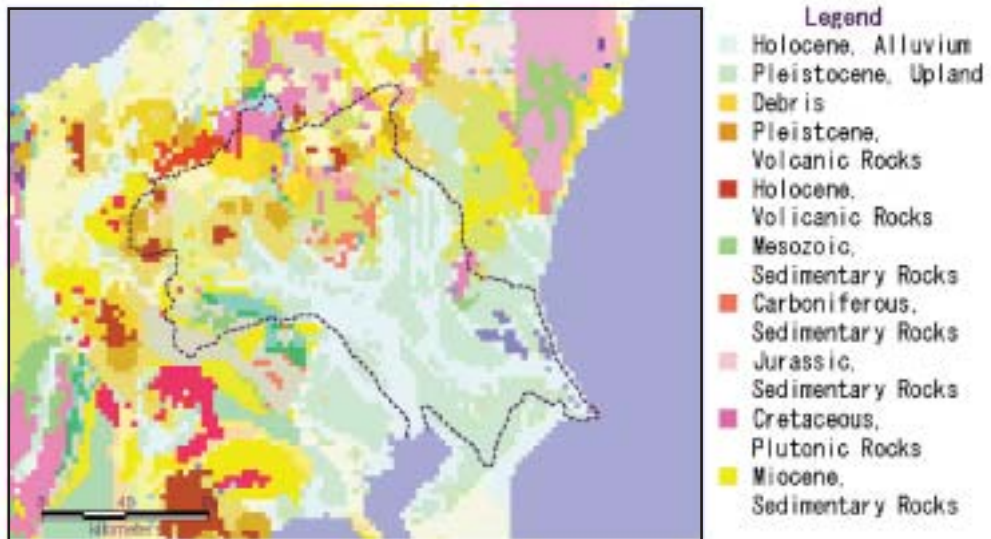 Legend
Holocene, Alluvium
Pleistocene, Upland
Debris
Pleistcene,
Volcanic Rocks
Holocene,
Volicanic Rocks
Mesozoic,
Sedimentary Rocks
Carboniferous,
Sedimentary Rocks
Jurassic,
Sedimentary Rocks
Cretaceous,
Plutonic Rocks
Miocene,
Sedimentary Rocks
kilometers